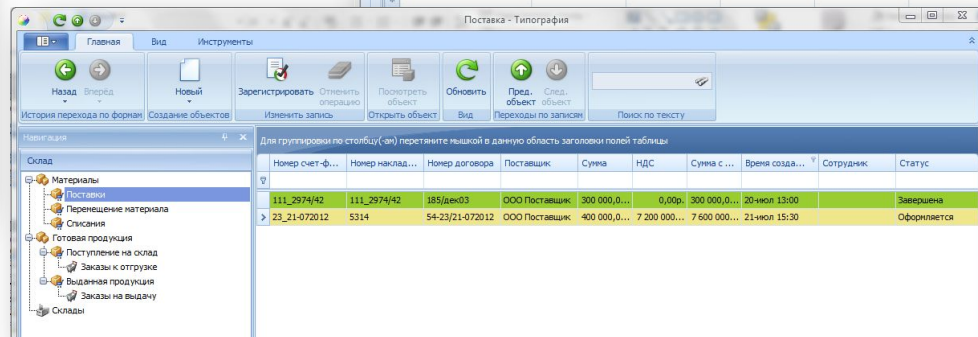 Поставка - Типография
Главная Вид Инструменты
Назад Вперёд Новый Зарегистрировать Отменить операцию Посмотреть объект Обновить Пред. объект След. объект
История перехода по формам Создание объектов Изменить запись Открыть объект Вид Переходы по записям Поиск по тексту
Навигация
Для группировки по столбцу(-ам) перетяните мышкой в данную область заголовки полей таблицы
Склад
Номер счет-ф... Номер наклад... Номер договора Поставщик Сумма НДС Сумма с ... Время созда... Сотрудник Статус
Материалы
Поставки
111_2974/42 111_2974/42 185/дек03 ООО Поставщик 300 000,0... 0,00р. 300 000,0... 20-июл 13:00 Завершена
Перемещение материала
23_21-072012 5314 54-23/21-072012 ООО Поставщик 400 000,0... 7 200 000... 7 600 000... 21-июл 15:30 Оформляется
Списания
Готовая продукция
Поступление на склад
Заказы к отгрузке
Выданная продукция
Заказы на выдачу
Склады